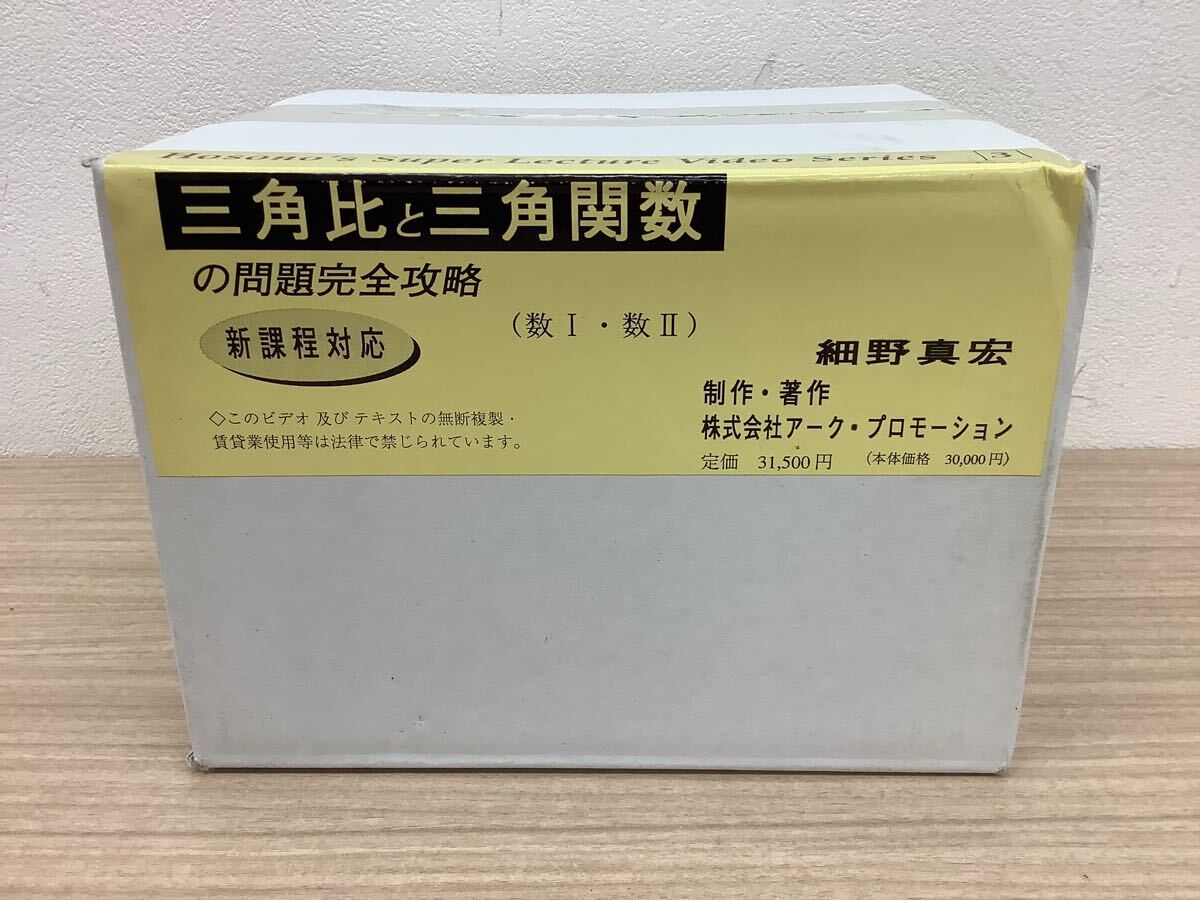 Hosono's Super Lecture Video Series 3
三角比と三角関数
の問題完全攻略
(数Ⅰ・数Ⅱ)
新課程対応
細野真宏
◇このビデオ 及び テキストの無断複製・
賃貸業使用等は法律で禁じられています。
制作・著作
株式会社アーク・プロモーション
定価 31,500円 (本体価格 30,000円)